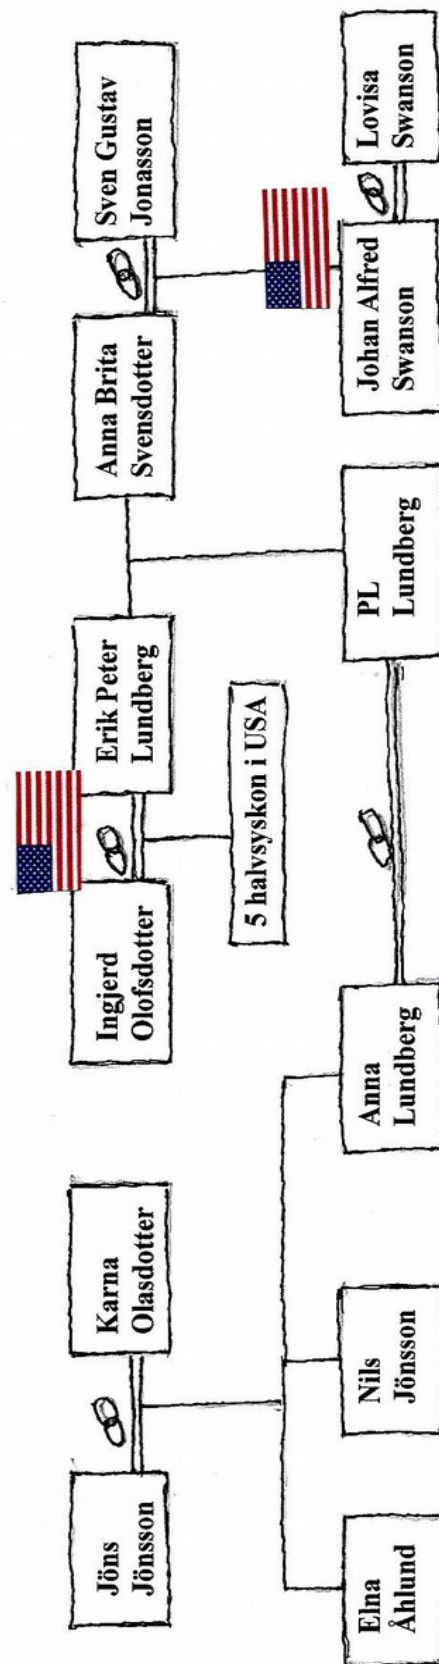 Jöns
Jönsson
Karna
Olasdotter
Ingjerd
Olofsdotter
Erik Peter
Lundberg
Anna Brita
Svensdotter
Sven Gustav
Jonasson
5 halvsyskon i USA
Elna
Åhlund
Nils
Jönsson
Anna
Lundberg
PL
Lundberg
Johan Alfred
Swanson
Lovisa
Swanson